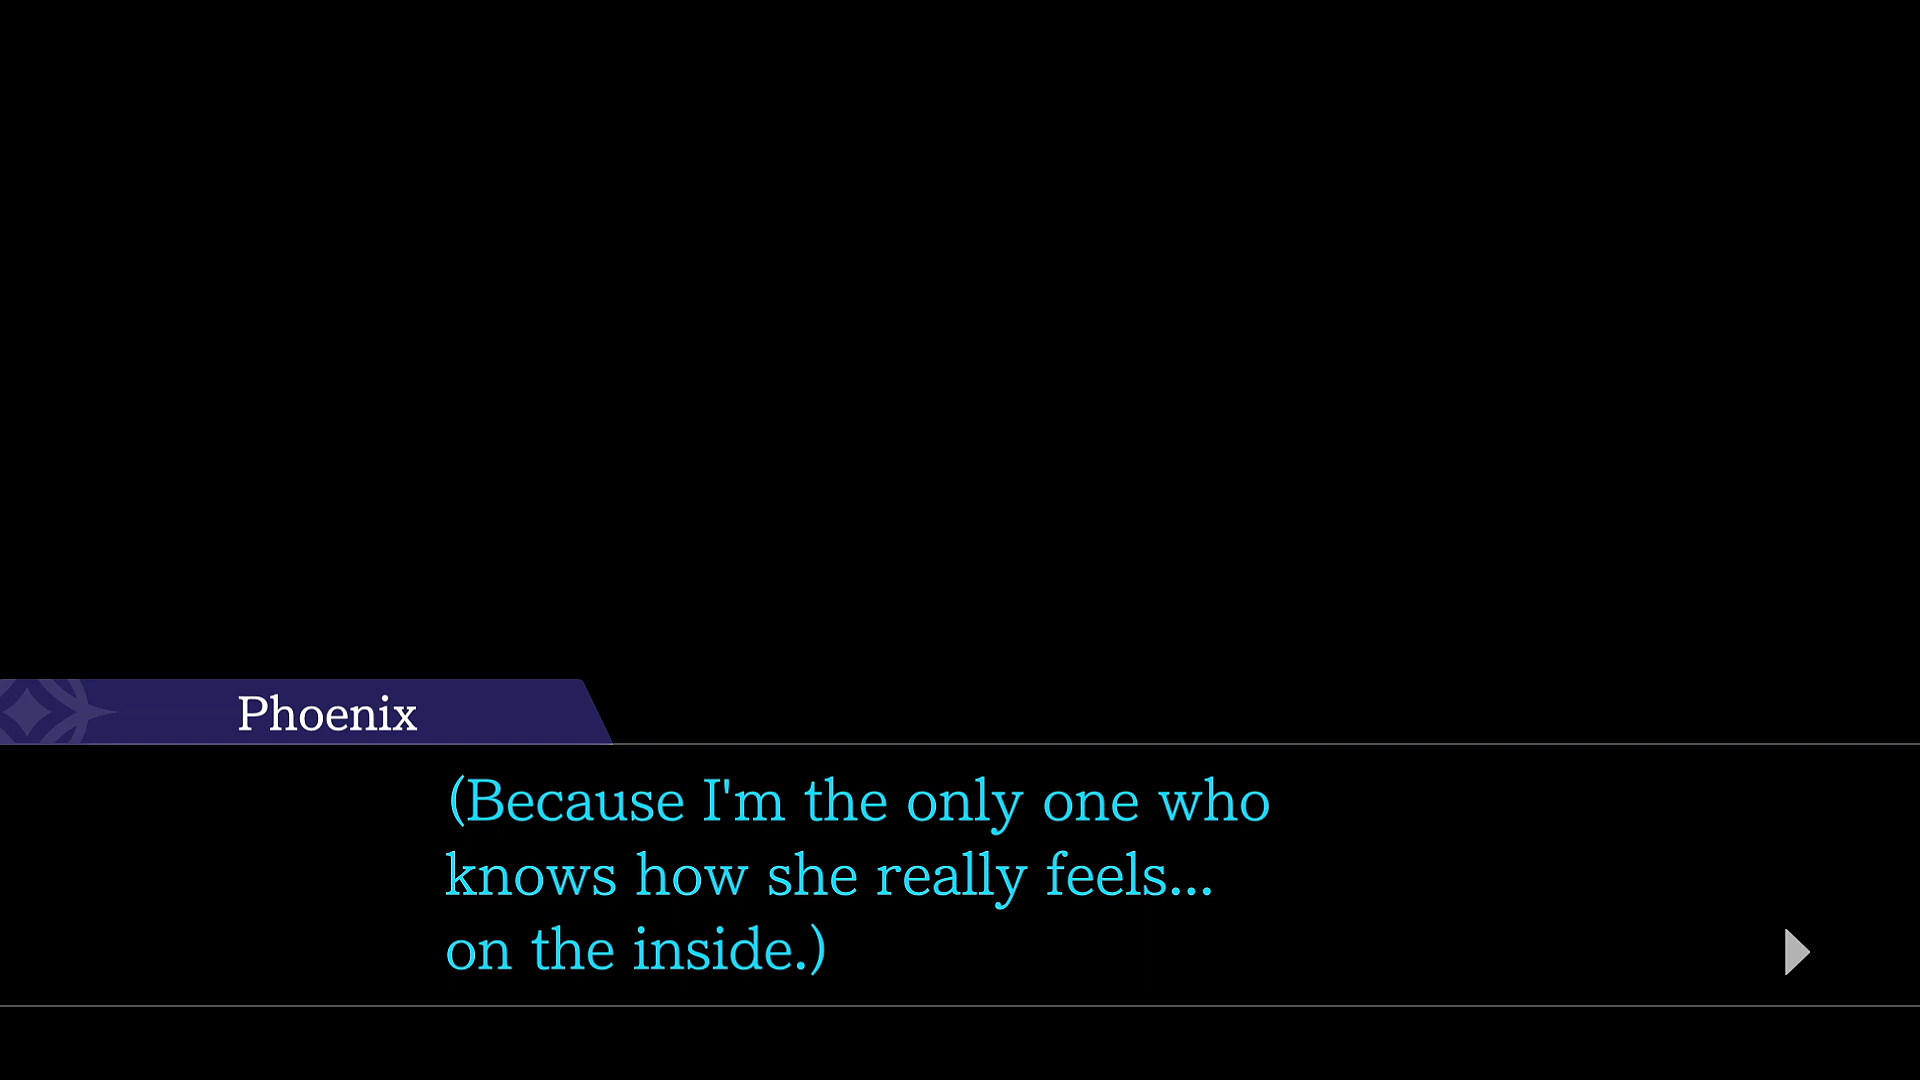 Phoenix
(Because I'm the only one who
knows how she really feels...
on the inside.)